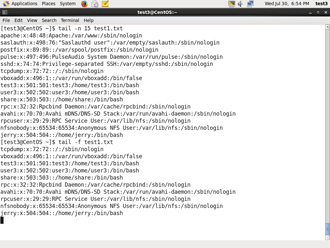 Applications Places System Wed Jul 30, 6:54 PM test3
test3@CentOS:~
File Edit View Search Terminal Help
[test3@CentOS ~]$ tail -n 15 test1.txt
apache:x:48:48:Apache:/var/www:/sbin/nologin
saslauth:x:498:76:"Saslauthd user":/var/empty/saslauth:/sbin/nologin
postfix:x:89:89::/var/spool/postfix:/sbin/nologin
pulse:x:497:496:PulseAudio System Daemon:/var/run/pulse:/sbin/nologin
sshd:x:74:74:Privilege-separated SSH:/var/empty/sshd:/sbin/nologin
tcpdump:x:72:72::/:/sbin/nologin
vboxadd:x:496:1::/var/run/vboxadd:/bin/false
test3:x:501:501:test3:/home/test3:/bin/bash
user3:x:502:502:user3:/home/user3:/bin/bash
share:x:503:503::/home/share:/bin/bash
rpc:x:32:32:Rpcbind Daemon:/var/cache/rpcbind:/sbin/nologin
avahi:x:70:70:Avahi mDNS/DNS-SD Stack:/var/run/avahi-daemon:/sbin/nologin
rpcuser:x:29:29:RPC Service User:/var/lib/nfs:/sbin/nologin
nfsnobody:x:65534:65534:Anonymous NFS User:/var/lib/nfs:/sbin/nologin
jerry:x:504:504::/home/jerry:/bin/bash
[test3@CentOS ~]$ tail -f test1.txt
tcpdump:x:72:72::/:/sbin/nologin
vboxadd:x:496:1::/var/run/vboxadd:/bin/false
test3:x:501:501:test3:/home/test3:/bin/bash
user3:x:502:502:user3:/home/user3:/bin/bash
share:x:503:503::/home/share:/bin/bash
rpc:x:32:32:Rpcbind Daemon:/var/cache/rpcbind:/sbin/nologin
avahi:x:70:70:Avahi mDNS/DNS-SD Stack:/var/run/avahi-daemon:/sbin/nologin
rpcuser:x:29:29:RPC Service User:/var/lib/nfs:/sbin/nologin
nfsnobody:x:65534:65534:Anonymous NFS User:/var/lib/nfs:/sbin/nologin
jerry:x:504:504::/home/jerry:/bin/bash